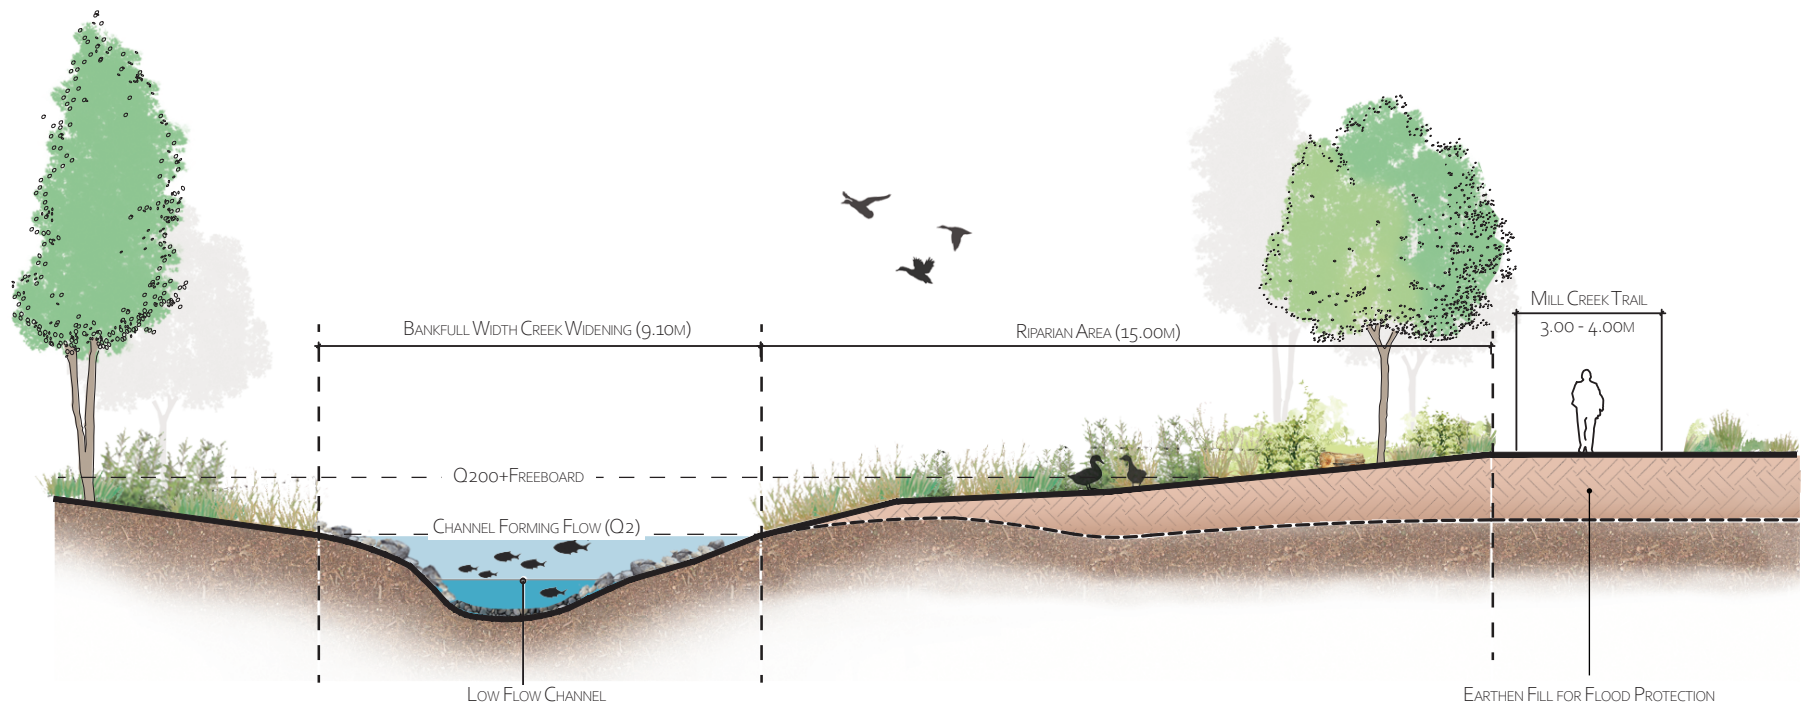 Mill Creek Trail
3.00 - 4.00m
Bankfull Width Creek Widening (9.10m)
Riparian Area (15.00m)
Q200+Freeboard
Channel Forming Flow (Q2)
Low Flow Channel
Earthen Fill for Flood Protection